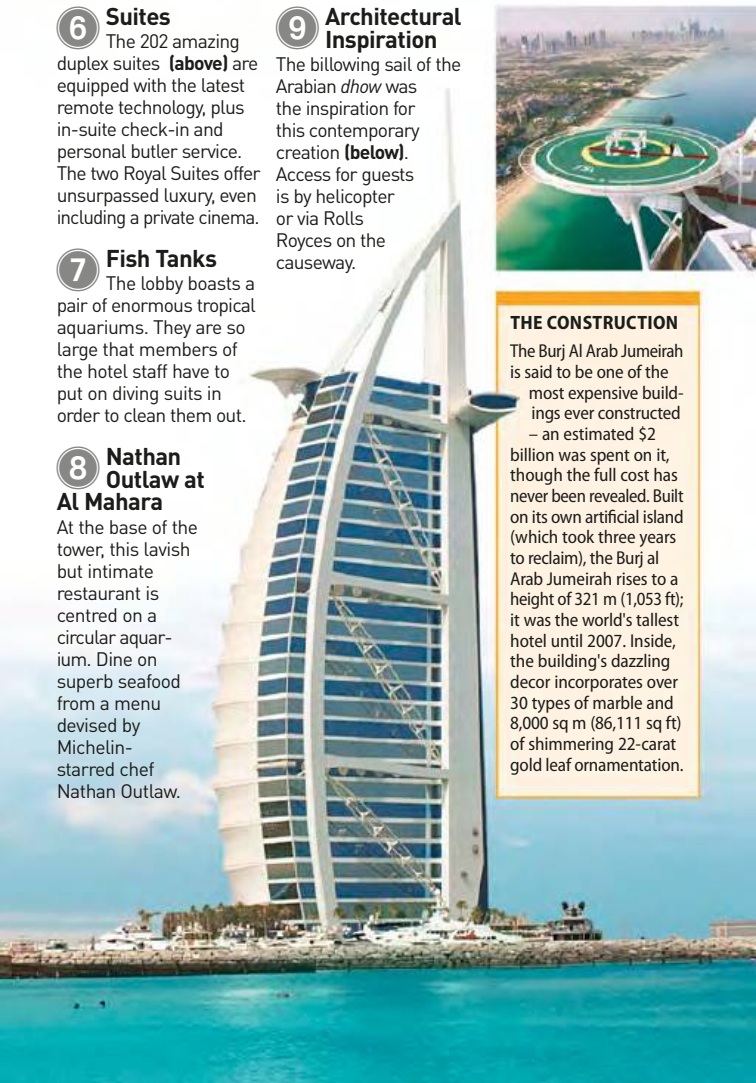 6 Suites
The 202 amazing
duplex suites (above) are
equipped with the latest
remote technology, plus
in-suite check-in and
personal butler service.
The two Royal Suites offer
unsurpassed luxury, even
including a private cinema.
7 Fish Tanks
The lobby boasts a
pair of enormous tropical
aquariums. They are so
large that members of
the hotel staff have to
put on diving suits in
order to clean them out.
8 Nathan
Outlaw at
Al Mahara
At the base of the
tower, this lavish
but intimate
restaurant is
centred on a
circular aquar-
ium. Dine on
superb seafood
from a menu
devised by
Michelin-
starred chef
Nathan Outlaw.
9 Architectural
Inspiration
The billowing sail of the
Arabian dhow was
the inspiration for
this contemporary
creation (below).
Access for guests
is by helicopter
or via Rolls
Royces on the
causeway.
THE CONSTRUCTION
The Burj Al Arab Jumeirah
is said to be one of the
most expensive build-
ings ever constructed
– an estimated $2
billion was spent on it,
though the full cost has
never been revealed. Built
on its own artificial island
(which took three years
to reclaim), the Burj al
Arab Jumeirah rises to a
height of 321 m (1,053 ft);
it was the world's tallest
hotel until 2007. Inside,
the building's dazzling
decor incorporates over
30 types of marble and
8,000 sq m (86,111 sq ft)
of shimmering 22-carat
gold leaf ornamentation.